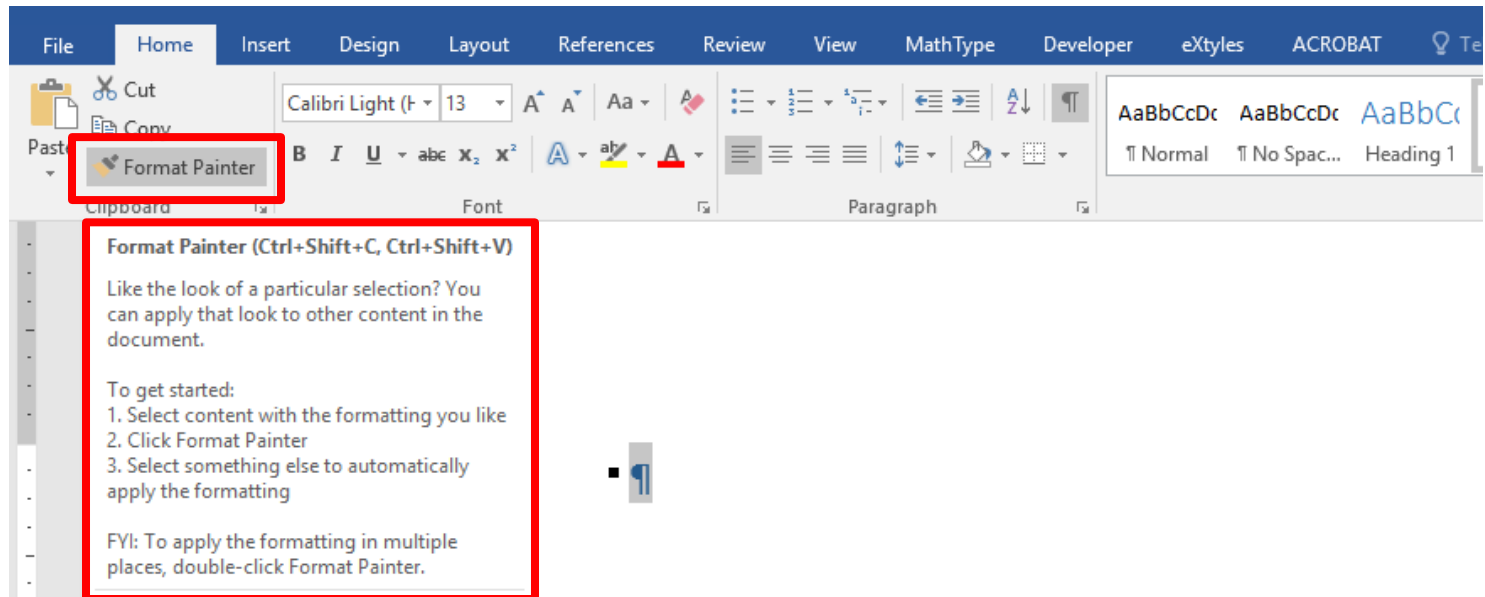 File Home Insert Design Layout References Review View MathType Developer eXtyles ACROBAT Te
Cut
Calibri Light (H 13 A A Aa
Copy
Paste
Format Painter
B I U abc X₂ X² A ab A
AaBbCcDc AaBbCcDc AaBbCc
¶ Normal ¶ No Spac... Heading 1
Clipboard Font Paragraph
Format Painter (Ctrl+Shift+C, Ctrl+Shift+V)
Like the look of a particular selection? You
can apply that look to other content in the
document.
To get started:
1. Select content with the formatting you like
2. Click Format Painter
3. Select something else to automatically
apply the formatting
FYI: To apply the formatting in multiple
places, double-click Format Painter.
¶